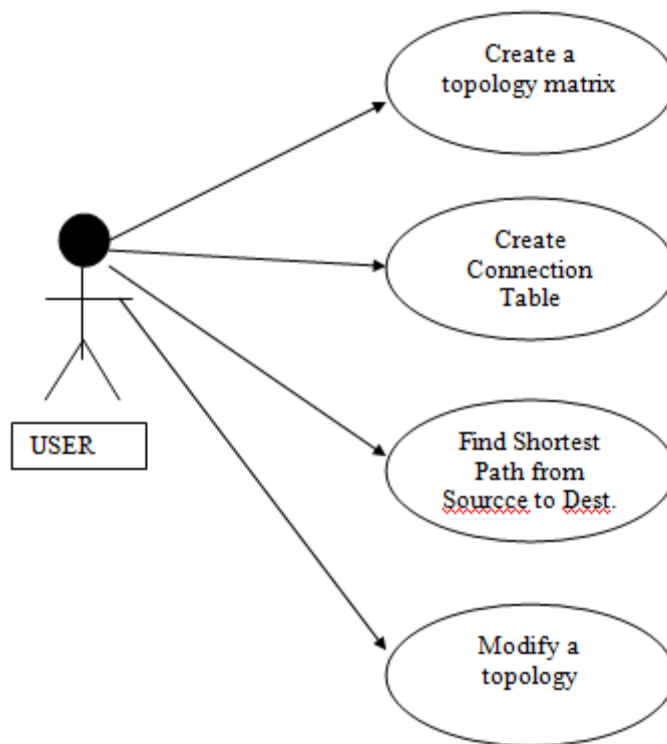 Create a
topology matrix
Create
Connection
Table
USER
Find Shortest
Path from
Sourcce to Dest.
Modify a
topology